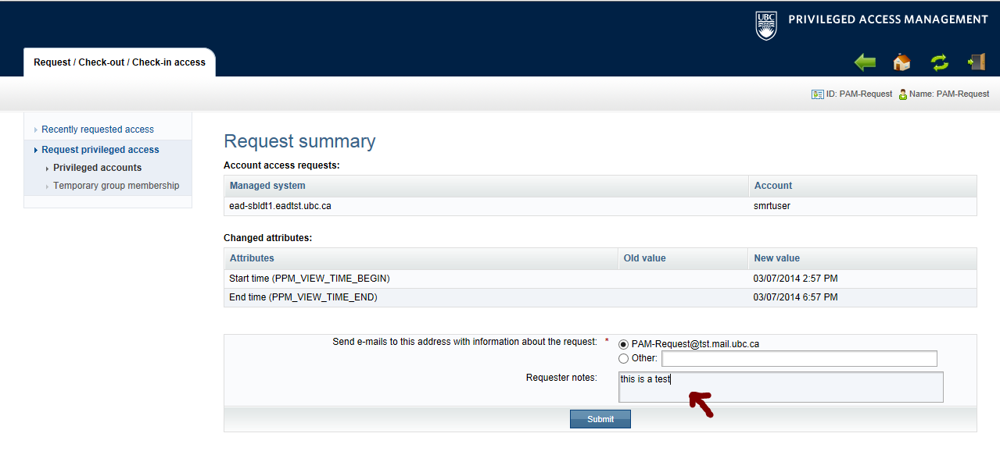 UBC
PRIVILEGED ACCESS MANAGEMENT
Request / Check-out / Check-in access
ID: PAM-Request Name: PAM-Request
Recently requested access
Request privileged access
Privileged accounts
Temporary group membership
Request summary
Account access requests:
Managed system Account
ead-sbldt1.eadtst.ubc.ca smrtuser
Changed attributes:
Attributes Old value New value
Start time (PPM_VIEW_TIME_BEGIN) 03/07/2014 2:57 PM
End time (PPM_VIEW_TIME_END) 03/07/2014 6:57 PM
Send e-mails to this address with information about the request: * PAM-Request@tst.mail.ubc.ca
Other:
Requester notes: this is a test
Submit